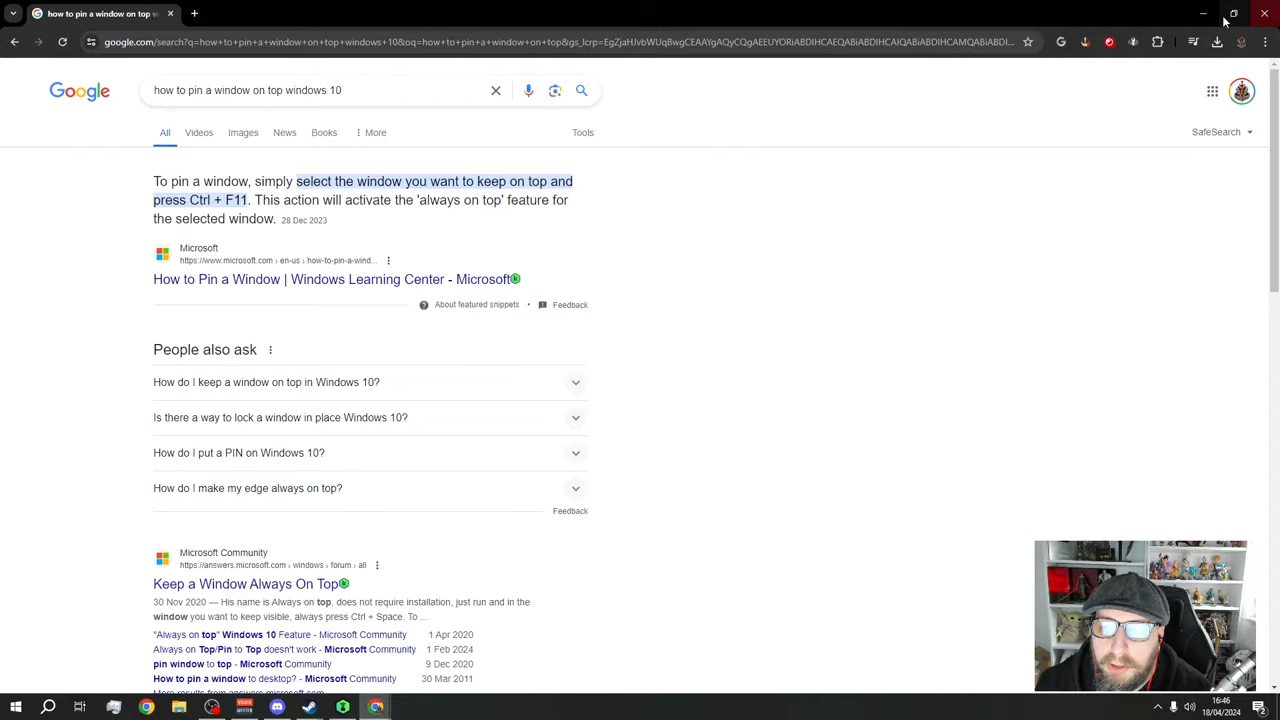 how to pin a window on top w
google.com/search?q=how+to+pin+a+window+on+top+windows+10&oq=how+to+pin+a+window+on+top&gs_lcrp=EgZjaHJvbWUqBwgCEAAYgAQyCQgAEEUYORiABDIHCAEQABiABDIHCAIQABiABDIHCAMQABiABDI...
Google
how to pin a window on top windows 10
All Videos Images News Books More Tools
SafeSearch
To pin a window, simply select the window you want to keep on top and
press Ctrl + F11. This action will activate the 'always on top' feature for
the selected window. 28 Dec 2023
Microsoft
https://www.microsoft.com › en-us › how-to-pin-a-wind...
How to Pin a Window | Windows Learning Center - Microsoft
About featured snippets • Feedback
People also ask
How do I keep a window on top in Windows 10?
Is there a way to lock a window in place Windows 10?
How do I put a PIN on Windows 10?
How do I make my edge always on top?
Feedback
Microsoft Community
https://answers.microsoft.com › windows › forum › all
Keep a Window Always On Top
30 Nov 2020 — His name is Always on top, does not require installation, just run and in the
window you want to keep visible, always press Ctrl + Space. To ...
"Always on top" Windows 10 Feature - Microsoft Community 1 Apr 2020
Always on Top/Pin to Top doesn't work - Microsoft Community 1 Feb 2024
pin window to top - Microsoft Community 9 Dec 2020
How to pin a window to desktop? - Microsoft Community 30 Mar 2011
More results from answers.microsoft.com
16:46
18/04/2024